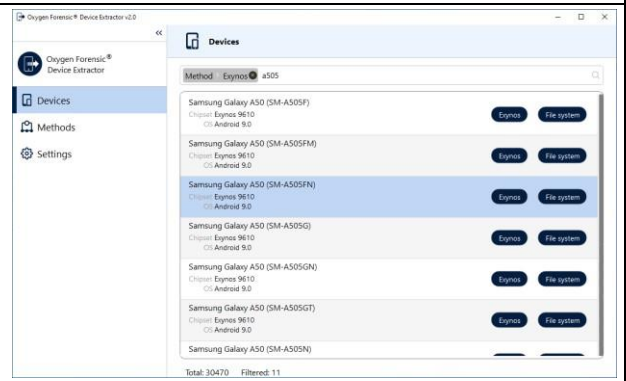 Oxygen Forensic® Device Extractor v2.0
«
Oxygen Forensic®
Device Extractor
Devices
Methods
Settings
Devices
Method Exynos a505
Samsung Galaxy A50 (SM-A505F)
Chipset Exynos 9610
OS Android 9.0
Exynos File system
Samsung Galaxy A50 (SM-A505FM)
Chipset Exynos 9610
OS Android 9.0
Exynos File system
Samsung Galaxy A50 (SM-A505FN)
Chipset Exynos 9610
OS Android 9.0
Exynos File system
Samsung Galaxy A50 (SM-A505G)
Chipset Exynos 9610
OS Android 9.0
Exynos File system
Samsung Galaxy A50 (SM-A505GN)
Chipset Exynos 9610
OS Android 9.0
Exynos File system
Samsung Galaxy A50 (SM-A505GT)
Chipset Exynos 9610
OS Android 9.0
Exynos File system
Samsung Galaxy A50 (SM-A505N)
Total: 30470 Filtered: 11